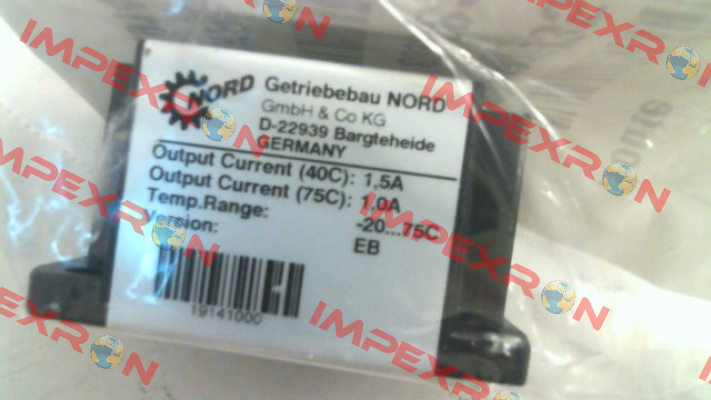 NORD
Getriebebau NORD
GmbH & Co KG
D-22939 Bargteheide
GERMANY
Output Current (40C): 1,5A
Output Current (75C): 1.0A
Temp.Range: -20...75C
Version: EB
19141000
IMPEXRON
IMPEXRON
IMPEXRON
IMPEXRON
IMPEXRON
IMPEXRON